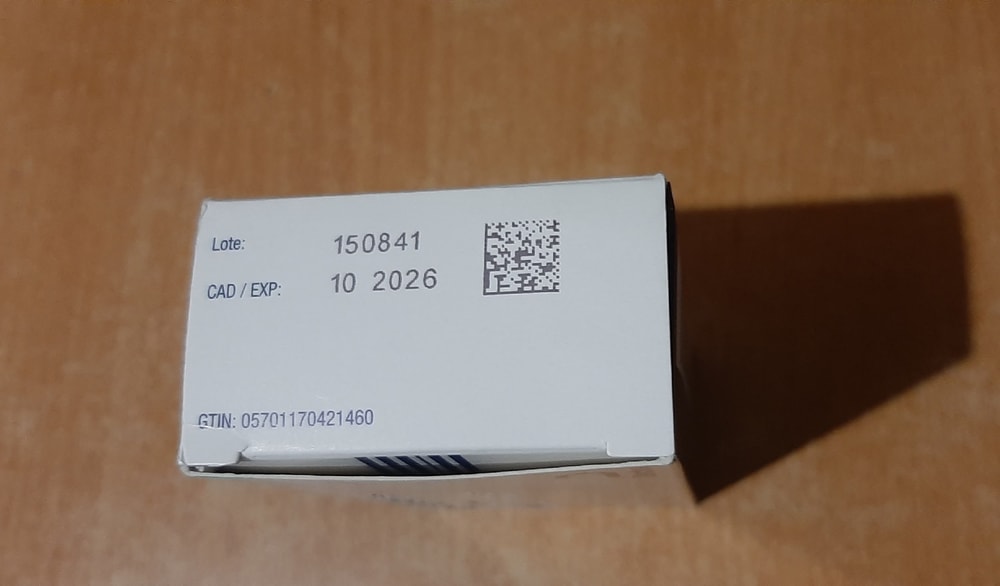 Lote: 150841
CAD / EXP: 10 2026
GTIN: 05701170421460